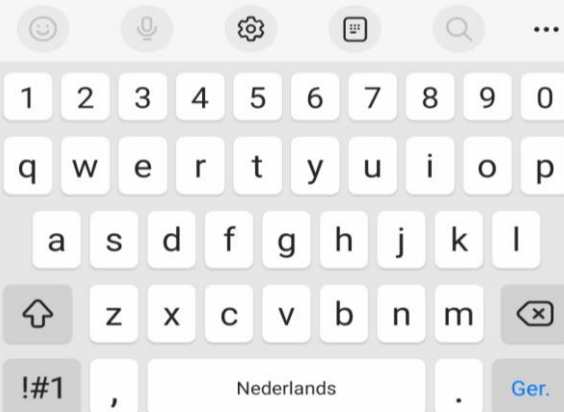 1 2 3 4 5 6 7 8 9 0
q w e r t y u i o p
a s d f g h j k l
z x c v b n m
!#1 , Nederlands . Ger.